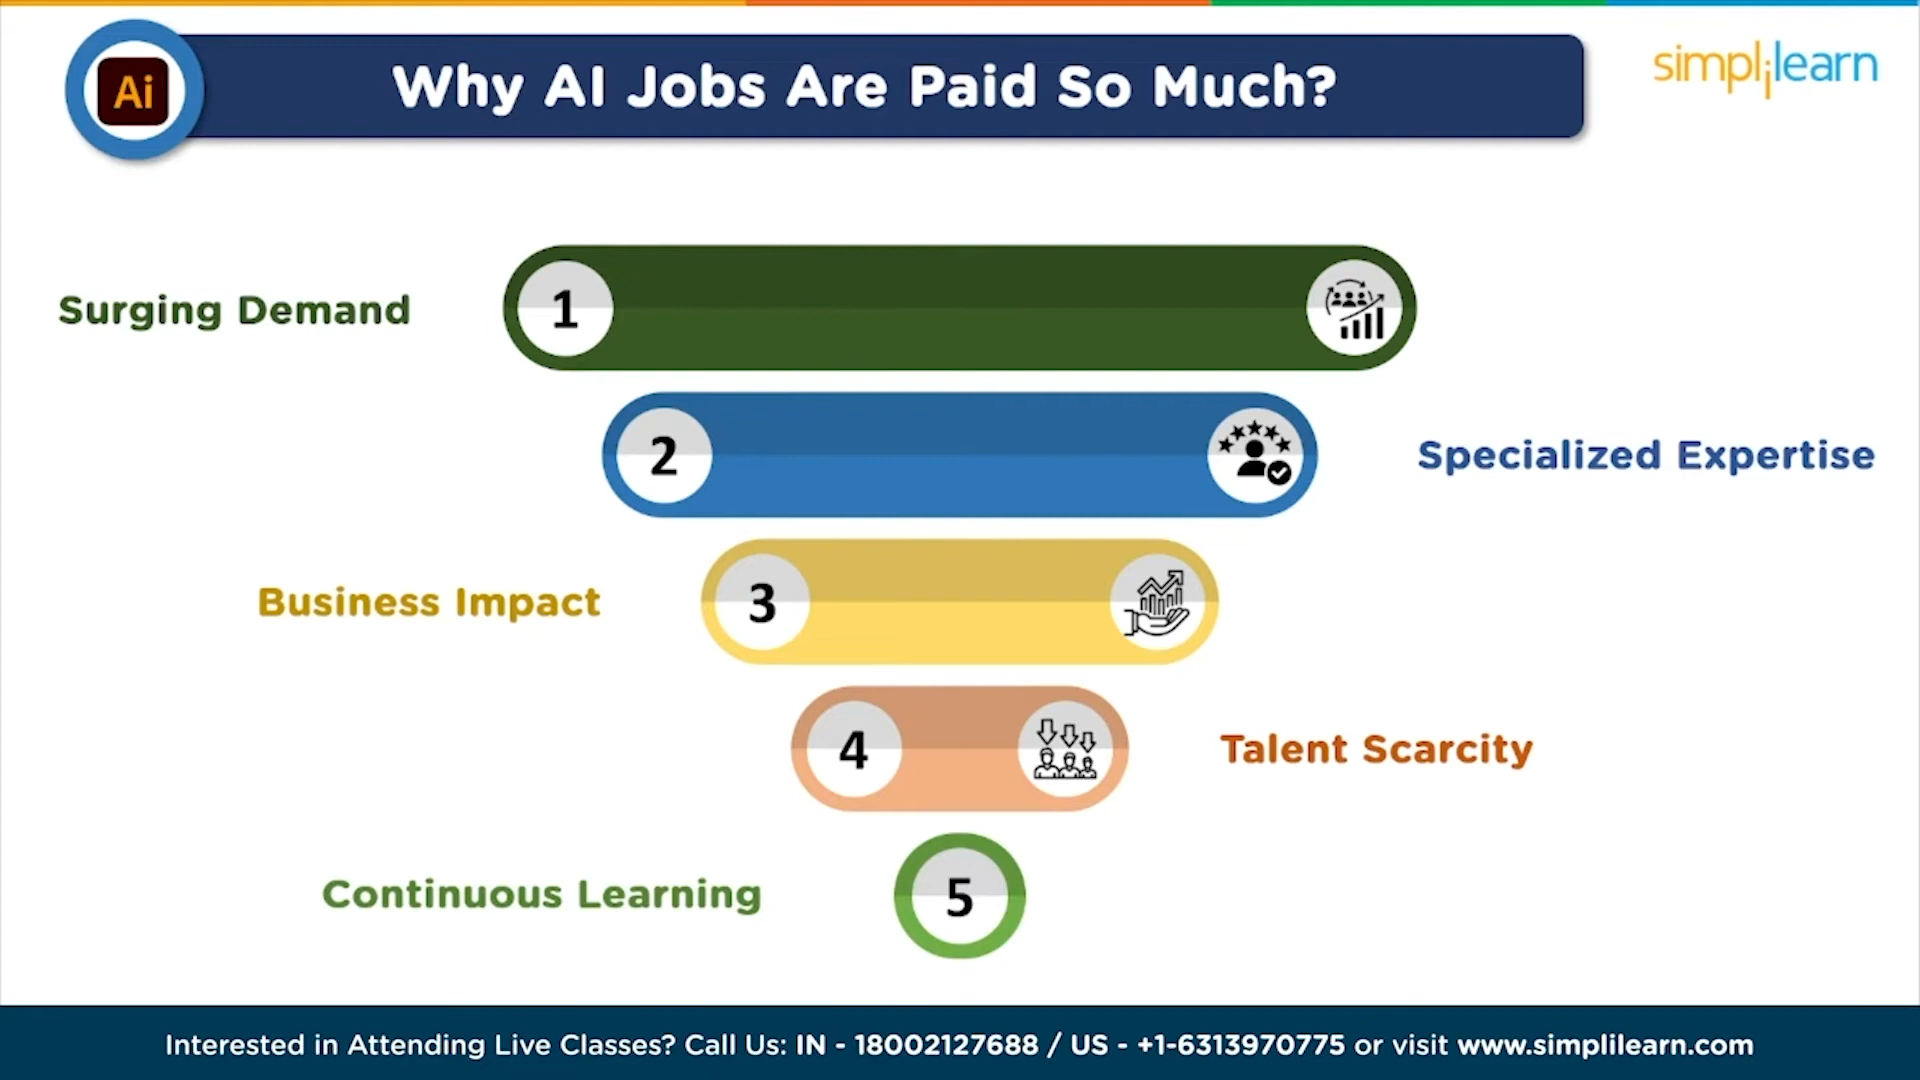 Ai
Why AI Jobs Are Paid So Much?
simplilearn
Surging Demand
1
2
Specialized Expertise
Business Impact
3
4
Talent Scarcity
Continuous Learning
5
Interested in Attending Live Classes? Call Us: IN - 18002127688 / US - +1-6313970775 or visit www.simplilearn.com